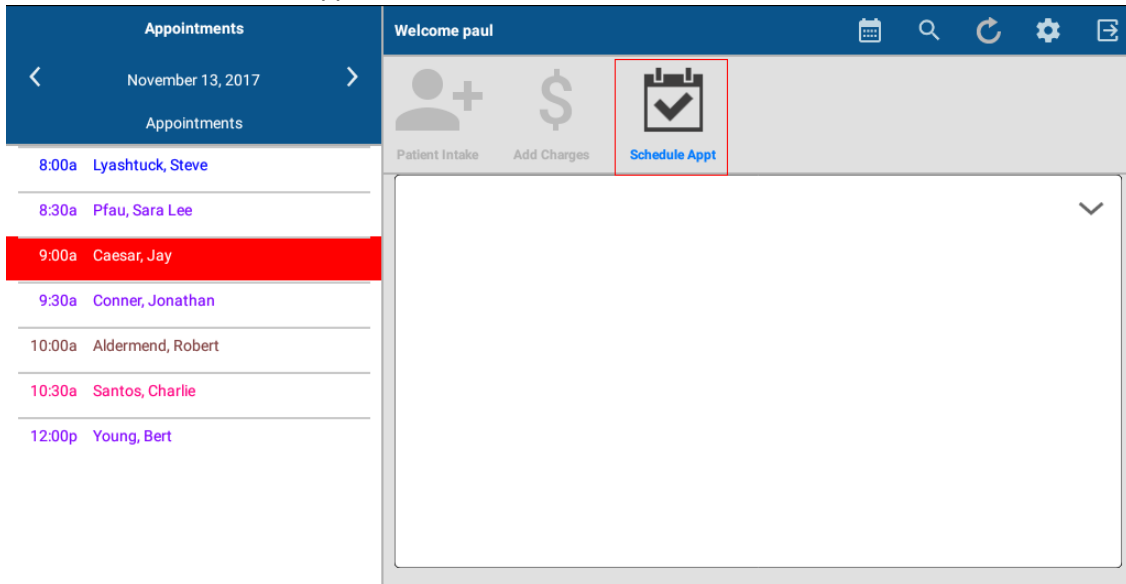 Appointments
November 13, 2017
Appointments
8:00a Lyashtuck, Steve
8:30a Pfau, Sara Lee
9:00a Caesar, Jay
9:30a Conner, Jonathan
10:00a Aldermend, Robert
10:30a Santos, Charlie
12:00p Young, Bert
Welcome paul
Patient Intake Add Charges Schedule Appt